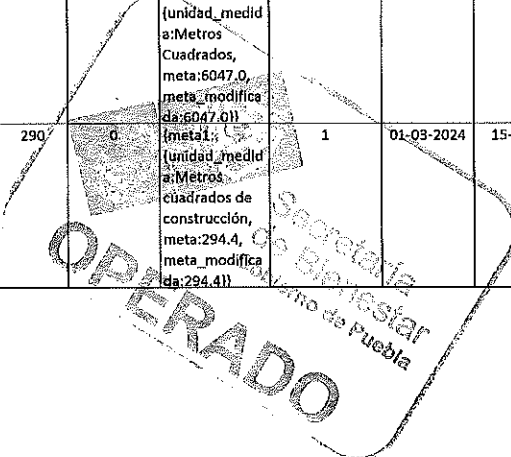 {unidad_medid
a:Metros
Cuadrados,
meta:6047.0,
meta_modifica
da:6047.0}}
290 0 {meta1: 1 01-03-2024 15-
{unidad_medid
a:Metros
cuadrados de
construcción,
meta:294.4,
meta_modifica
da:294.4}}
Secretaría
de Bienestar
Gobierno de Puebla
OPERADO